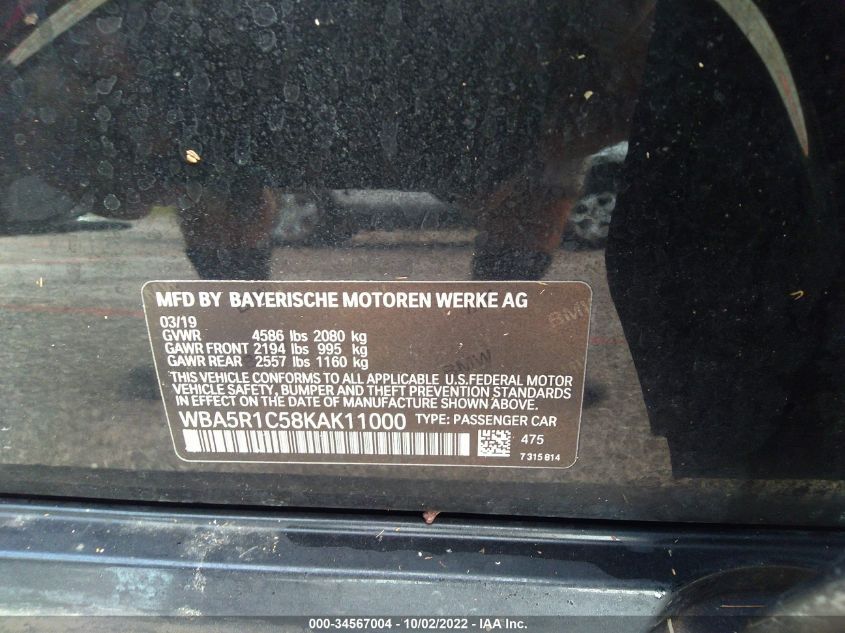 MFD BY BAYERISCHE MOTOREN WERKE AG
03/19
GVWR 4586 lbs 2080 kg
GAWR FRONT 2194 lbs 995 kg
GAWR REAR 2557 lbs 1160 kg
THIS VEHICLE CONFORMS TO ALL APPLICABLE U.S.FEDERAL MOTOR
VEHICLE SAFETY, BUMPER AND THEFT PREVENTION STANDARDS
IN EFFECT ON THE DATE OF MANUFACTURE SHOWN ABOVE.
WBA5R1C58KAK11000 TYPE: PASSENGER CAR
475
7 315 814
BMW
BMW
000-34567004 - 10/02/2022 - IAA Inc.